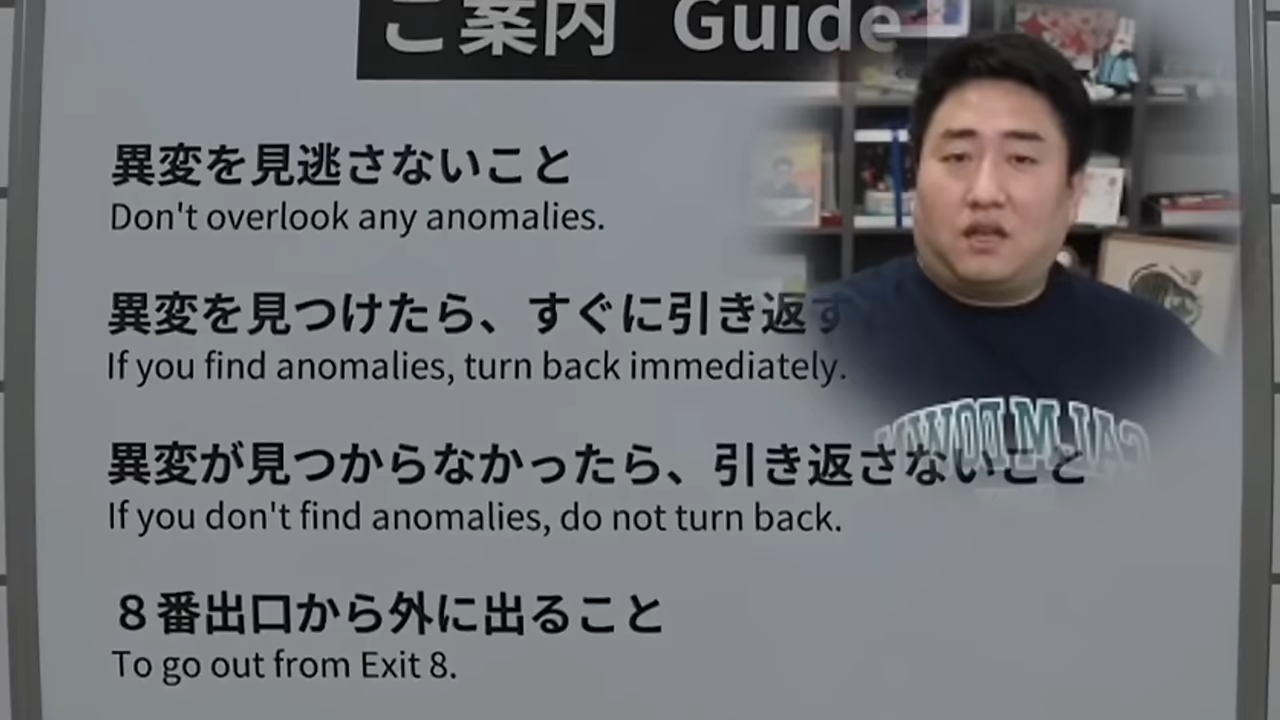 ご案内 Guide
異変を見逃さないこと
Don't overlook any anomalies.
異変を見つけたら、すぐに引き返す
If you find anomalies, turn back immediately.
異変が見つからなかったら、引き返さないこと
If you don't find anomalies, do not turn back.
8番出口から外に出ること
To go out from Exit 8.